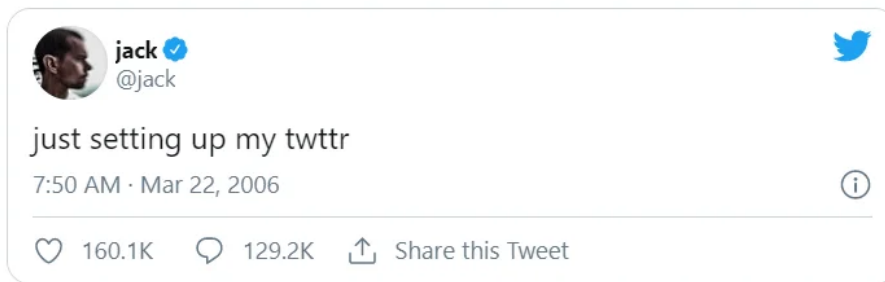 jack
@jack
just setting up my twttr
7:50 AM · Mar 22, 2006
160.1K 129.2K Share this Tweet